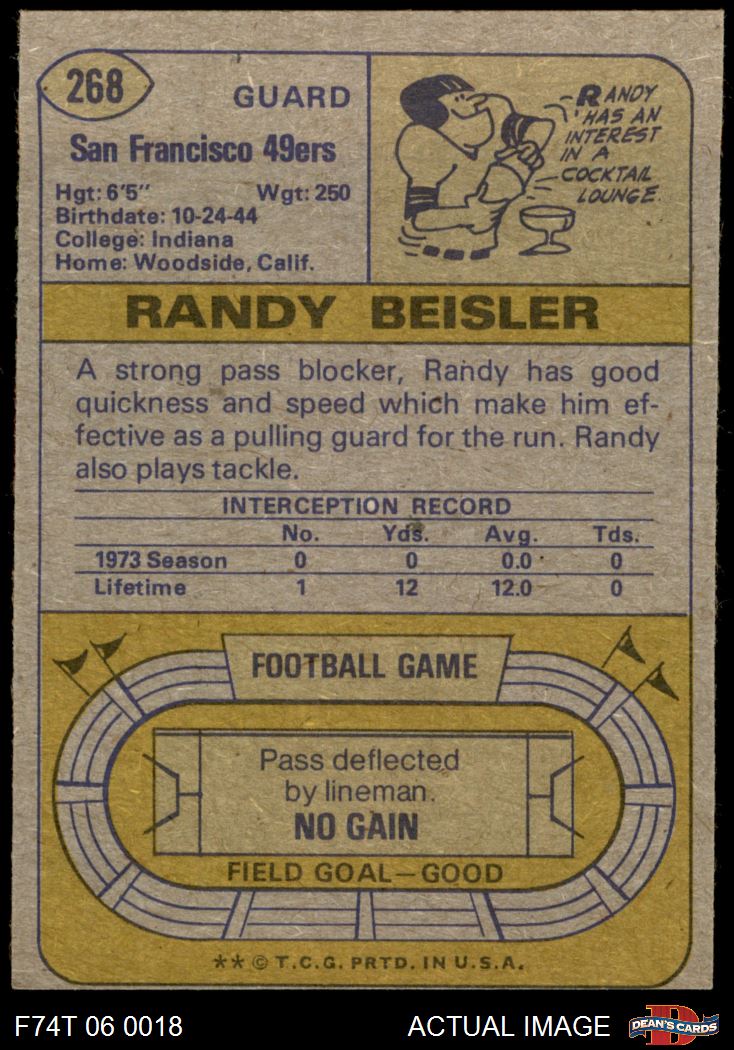 268
GUARD
San Francisco 49ers
Hgt: 6'5" Wgt: 250
Birthdate: 10-24-44
College: Indiana
Home: Woodside, Calif.
RANDY
HAS AN
INTEREST
IN A
COCKTAIL
LOUNGE.
RANDY BEISLER
A strong pass blocker, Randy has good
quickness and speed which make him ef-
fective as a pulling guard for the run. Randy
also plays tackle.
INTERCEPTION RECORD
No. Yds. Avg. Tds.
1973 Season 0 0 0.0 0
Lifetime 1 12 12.0 0
FOOTBALL GAME
Pass deflected
by lineman.
NO GAIN
FIELD GOAL—GOOD
** © T.C.G. PRTD. IN U.S.A.
F74T 06 0018 ACTUAL IMAGE
DEAN'S CARDS